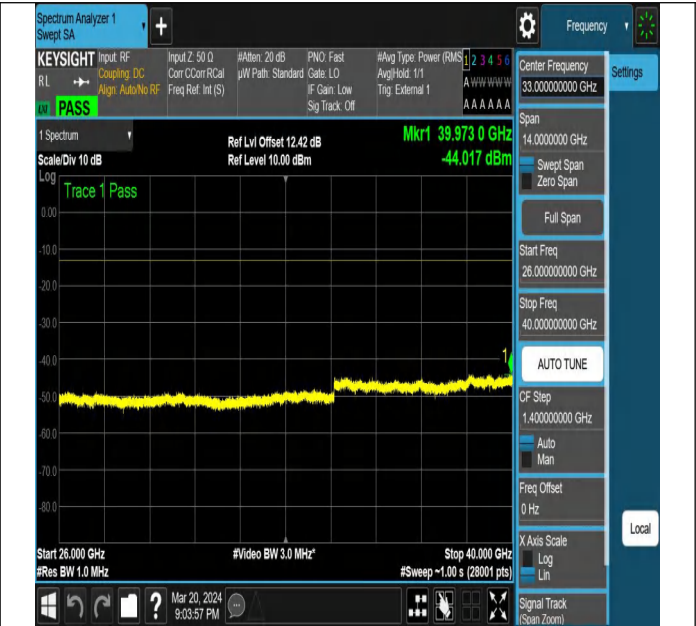 Spectrum Analyzer 1
Swept SA
+
Frequency
KEYSIGHT
Input: RF
Coupling: DC
Align: Auto/No RF
Input Z: 50 Ω
Corr CCorr RCal
Freq Ref: Int (S)
#Atten: 20 dB
µW Path: Standard
PNO: Fast
Gate: LO
IF Gain: Low
Sig Track: Off
#Avg Type: Power (RMS
Avg|Hold: 1/1
Trig: External 1
1 2 3 4 5 6
A W W W W W
A A A A A A
RL
PASS
1 Spectrum
Scale/Div 10 dB
Ref Lvl Offset 12.42 dB
Ref Level 10.00 dBm
Mkr1 39.973 0 GHz
-44.017 dBm
Log
Trace 1 Pass
0.00
-10.0
-20.0
-30.0
-40.0
-50.0
-60.0
-70.0
-80.0
1
Start 26.000 GHz
#Res BW 1.0 MHz
#Video BW 3.0 MHz*
Stop 40.000 GHz
#Sweep ~1.00 s (28001 pts)
Center Frequency
33.000000000 GHz
Settings
Span
14.0000000 GHz
Swept Span
Zero Span
Full Span
Start Freq
26.000000000 GHz
Stop Freq
40.000000000 GHz
AUTO TUNE
CF Step
1.400000000 GHz
Auto
Man
Freq Offset
0 Hz
X Axis Scale
Log
Lin
Local
Signal Track
(Span Zoom)
?
Mar 20, 2024
9:03:57 PM